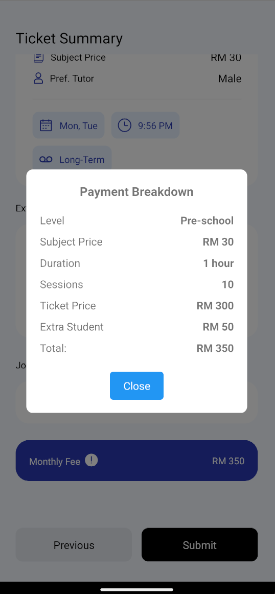 Ticket Summary
Subject Price RM 30
Pref. Tutor Male
Mon, Tue 9:56 PM
Long-Term
Payment Breakdown
Level Pre-school
Subject Price RM 30
Duration 1 hour
Sessions 10
Ticket Price RM 300
Extra Student RM 50
Total: RM 350
Close
Ex
Jo
Monthly Fee ! RM 350
Previous Submit